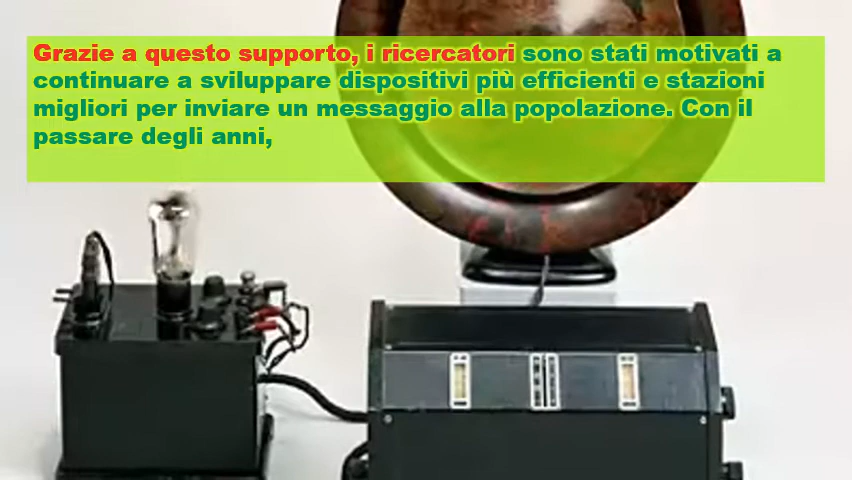 Grazie a questo supporto, i ricercatori sono stati motivati a
continuare a sviluppare dispositivi più efficienti e stazioni
migliori per inviare un messaggio alla popolazione. Con il
passare degli anni,